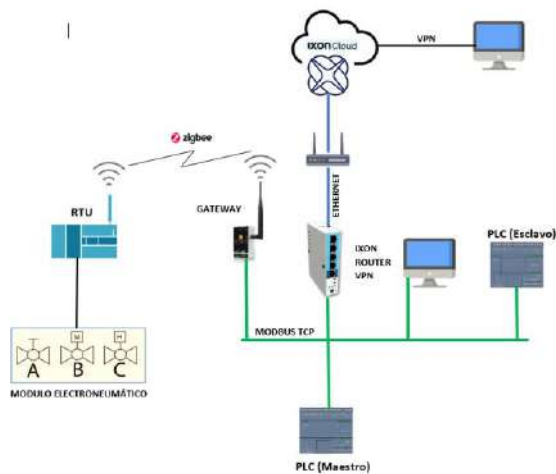 IXON Cloud
VPN
zigbee
RTU
GATEWAY
ETHERNET
IXON
ROUTER
VPN
PLC (Esclavo)
MODBUS TCP
M
H
A
B
C
MODULO ELECTRONEUMÁTICO
PLC (Maestro)